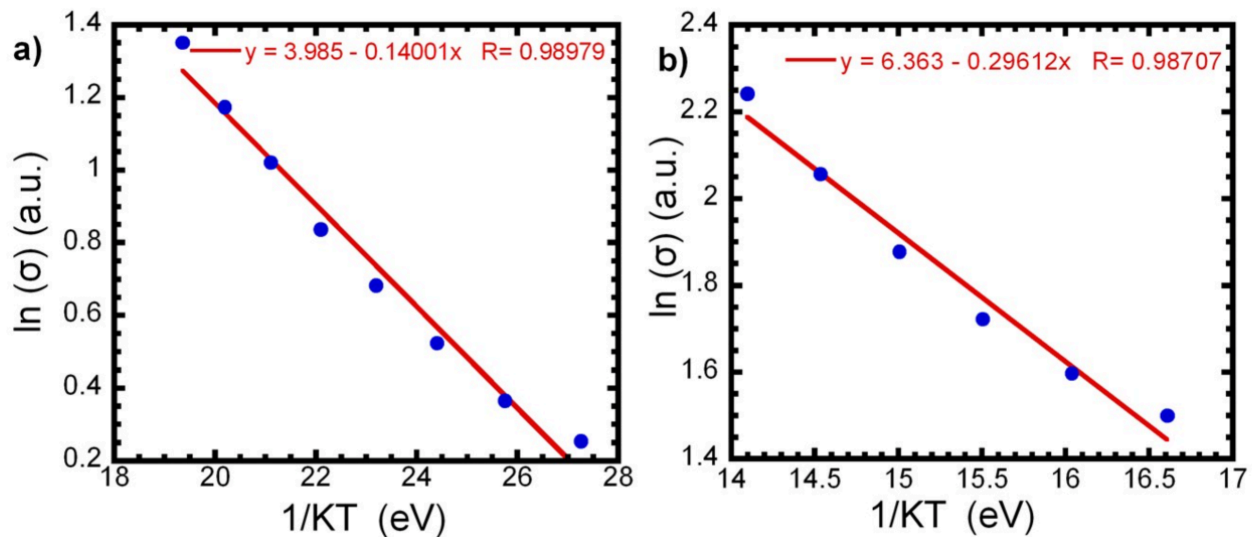 a)
y = 3.985 - 0.14001x R= 0.98979
1.4
1.2
1
0.8
0.6
0.4
0.2
ln (σ) (a.u.)
18 20 22 24 26 28
1/KT (eV)
b)
y = 6.363 - 0.29612x R= 0.98707
2.4
2.2
2
1.8
1.6
1.4
ln (σ) (a.u.)
14 14.5 15 15.5 16 16.5 17
1/KT (eV)